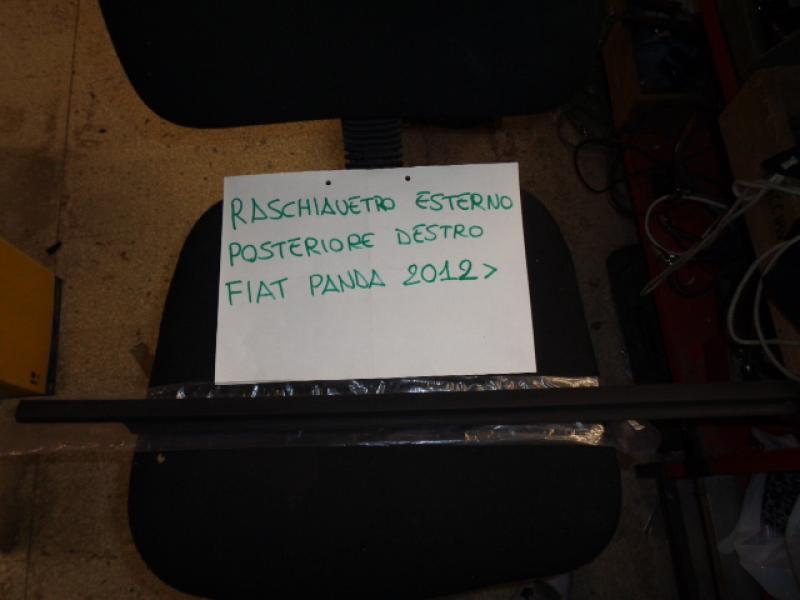 RASCHIAVETRO ESTERNO
POSTERIORE DESTRO
FIAT PANDA 2012>